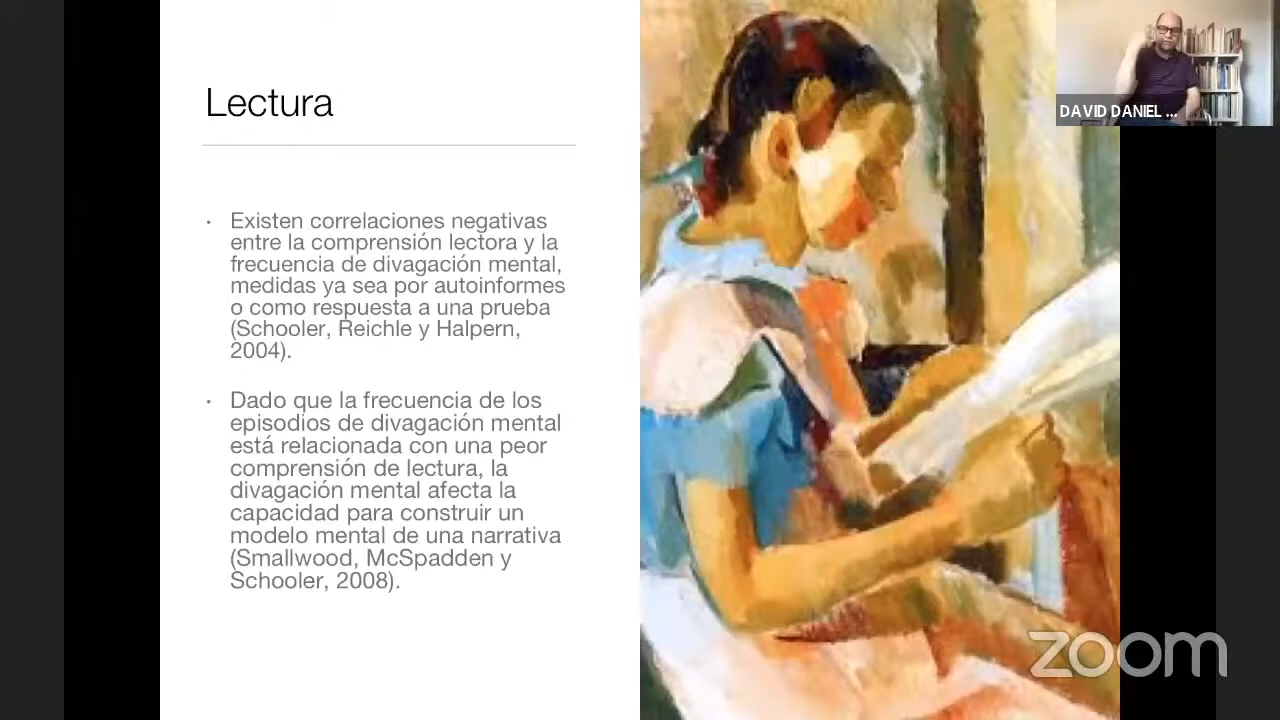 Lectura
· Existen correlaciones negativas
entre la comprensión lectora y la
frecuencia de divagación mental,
medidas ya sea por autoinformes
o como respuesta a una prueba
(Schooler, Reichle y Halpern,
2004).
· Dado que la frecuencia de los
episodios de divagación mental
está relacionada con una peor
comprensión de lectura, la
divagación mental afecta la
capacidad para construir un
modelo mental de una narrativa
(Smallwood, McSpadden y
Schooler, 2008).
DAVID DANIEL ...
zoom